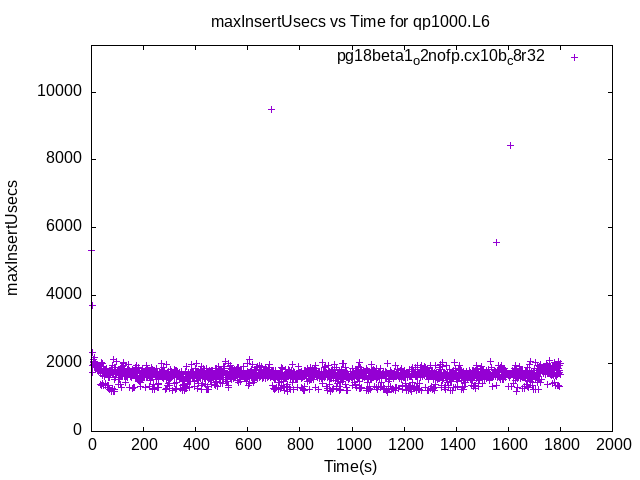 maxInsertUsecs vs Time for qp1000.L6
pg18beta1_o2nofp.cx10b_c8r32
10000
8000
6000
4000
2000
0
maxInsertUsecs
0 200 400 600 800 1000 1200 1400 1600 1800 2000
Time(s)